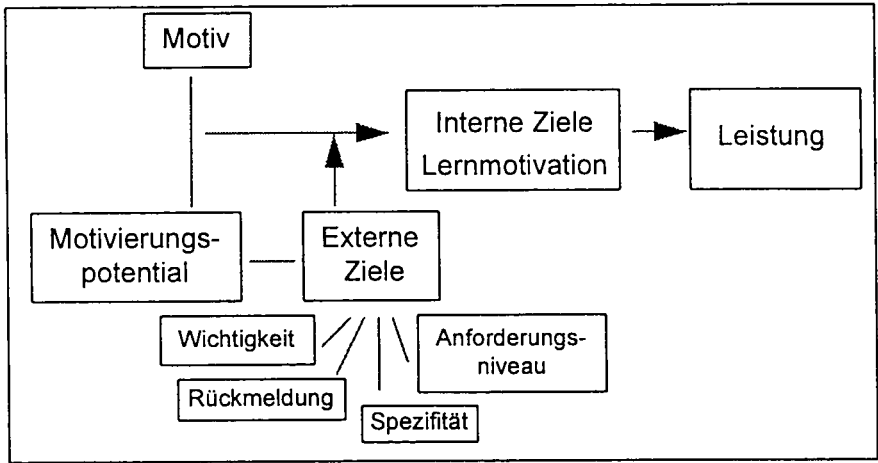 Motiv
Interne Ziele
Lernmotivation
Leistung
Motivierungs-
potential
Externe
Ziele
Wichtigkeit
Anforderungs-
niveau
Rückmeldung
Spezifität